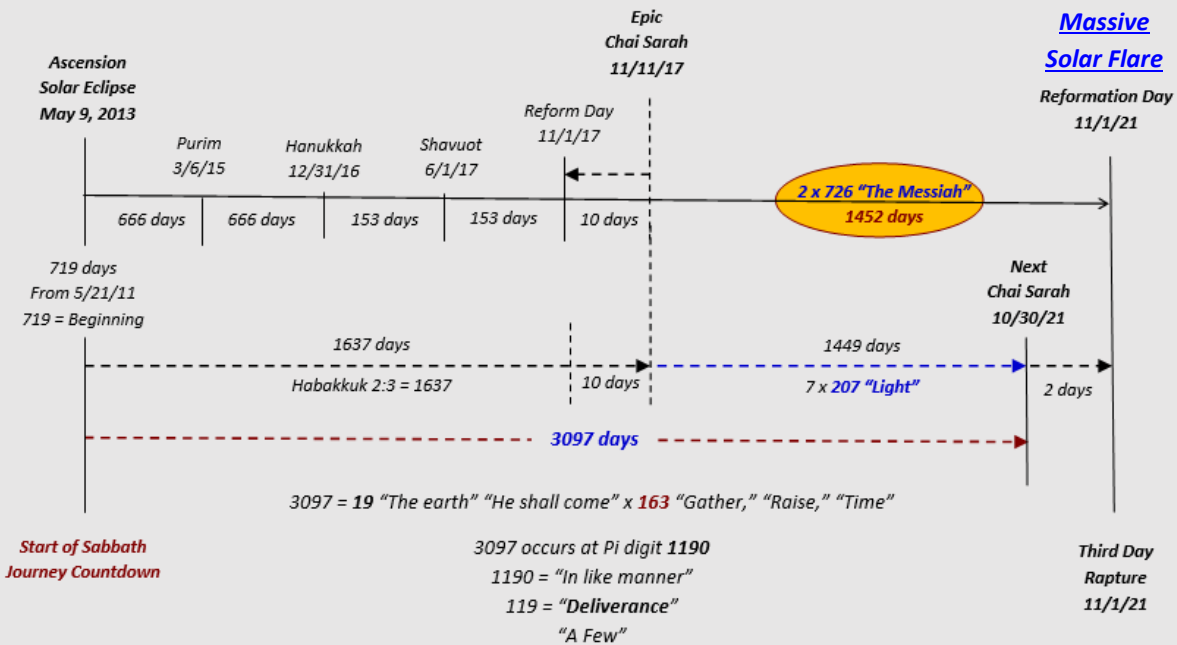 Epic
Chai Sarah
11/11/17
Massive
Solar Flare
Ascension
Solar Eclipse
May 9, 2013
Reformation Day
11/1/21
Purim
3/6/15
Hanukkah
12/31/16
Shavuot
6/1/17
Reform Day
11/1/17
2 x 726 “The Messiah”
1452 days
666 days
666 days
153 days
153 days
10 days
719 days
From 5/21/11
719 = Beginning
Next
Chai Sarah
10/30/21
1637 days
Habakkuk 2:3 = 1637
10 days
1449 days
7 x 207 “Light”
2 days
3097 days
3097 = 19 “The earth” “He shall come” x 163 “Gather,” “Raise,” “Time”
Start of Sabbath
Journey Countdown
3097 occurs at Pi digit 1190
1190 = “In like manner”
119 = “Deliverance”
“A Few”
Third Day
Rapture
11/1/21